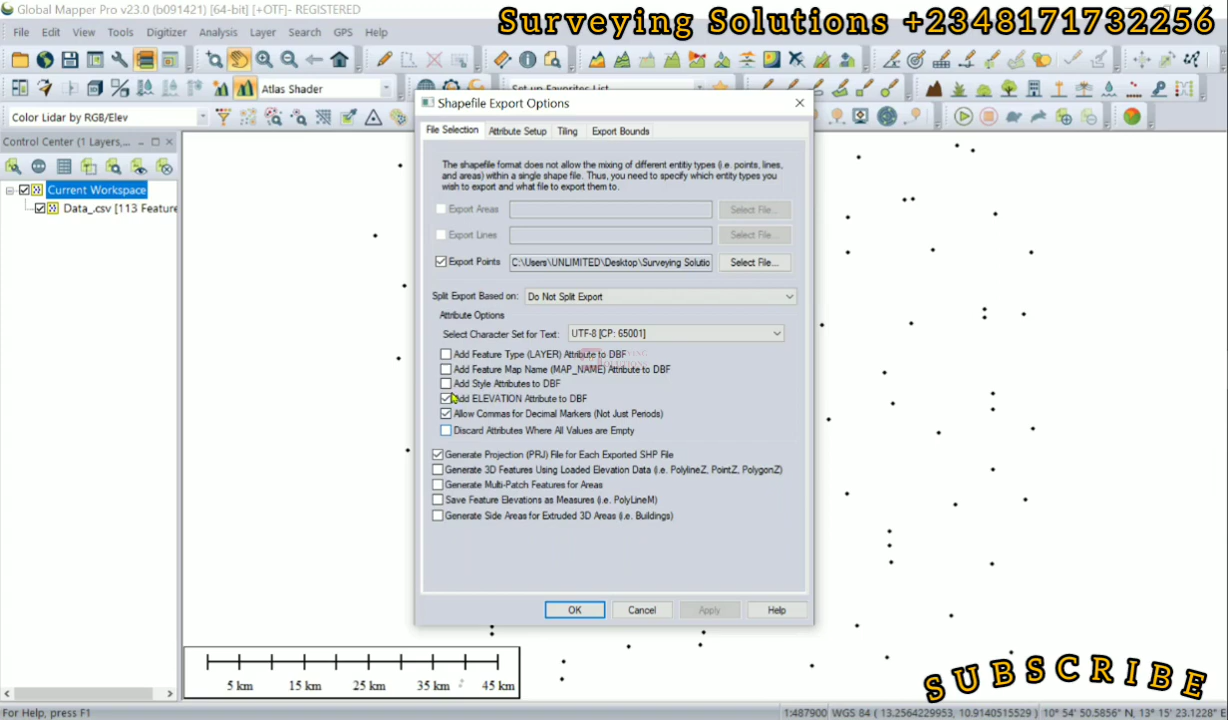 Global Mapper Pro v23.0 (b091421) [64-bit] [+OTF]- REGISTERED
Surveying Solutions +2348171732256
File Edit View Tools Digitizer Analysis Layer Search GPS Help
Atlas Shader
Set up Favorites List...
Color Lidar by RGB/Elev
Control Center (1 Layers,...
Current Workspace
Data_.csv [113 Feature
Shapefile Export Options
File Selection Attribute Setup Tiling Export Bounds
The shapefile format does not allow the mixing of different entitiy types (i.e. points, lines,
and areas) within a single shape file. Thus, you need to specify which entity types you
wish to export and what file to export them to.
Export Areas Select File...
Export Lines Select File...
Export Points C:\Users\UNLIMITED\Desktop\Surveying Solutio Select File...
Split Export Based on: Do Not Split Export
Attribute Options
Select Character Set for Text: UTF-8 [CP: 65001]
Add Feature Type (LAYER) Attribute to DBF
Add Feature Map Name (MAP_NAME) Attribute to DBF
Add Style Attributes to DBF
Add ELEVATION Attribute to DBF
Allow Commas for Decimal Markers (Not Just Periods)
Discard Attributes Where All Values are Empty
Generate Projection (PRJ) File for Each Exported SHP File
Generate 3D Features Using Loaded Elevation Data (i.e. PolylineZ, PointZ, PolygonZ)
Generate Multi-Patch Features for Areas
Save Feature Elevations as Measures (i.e. PolyLineM)
Generate Side Areas for Extruded 3D Areas (i.e. Buildings)
OK Cancel Apply Help
5 km 15 km 25 km 35 km 45 km
SUBSCRIBE
For Help, press F1
1:487900 WGS 84 ( 13.2564229953, 10.9140515529 ) 10° 54' 50.5856" N, 13° 15' 23.1228" E